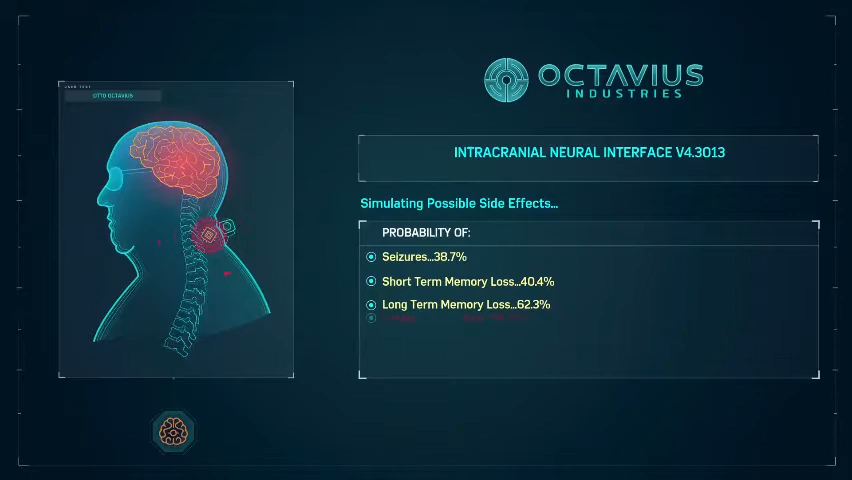 OCTAVIUS
INDUSTRIES
OTTO OCTAVIUS
INTRACRANIAL NEURAL INTERFACE V4.3013
Simulating Possible Side Effects...
PROBABILITY OF:
Seizures...38.7%
Short Term Memory Loss...40.4%
Long Term Memory Loss...62.3%